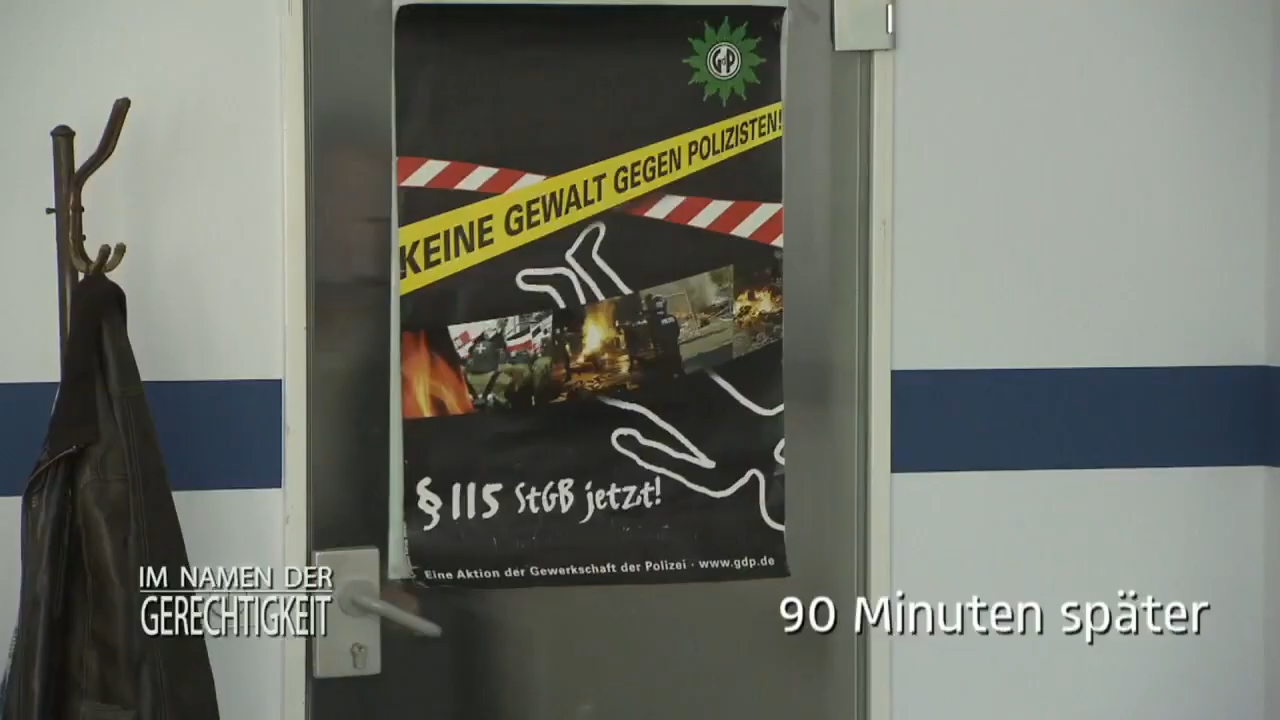 GdP
KEINE GEWALT GEGEN POLIZISTEN!
§ 115 StGB jetzt!
Eine Aktion der Gewerkschaft der Polizei · www.gdp.de
IM NAMEN DER
GERECHTIGKEIT
90 Minuten später